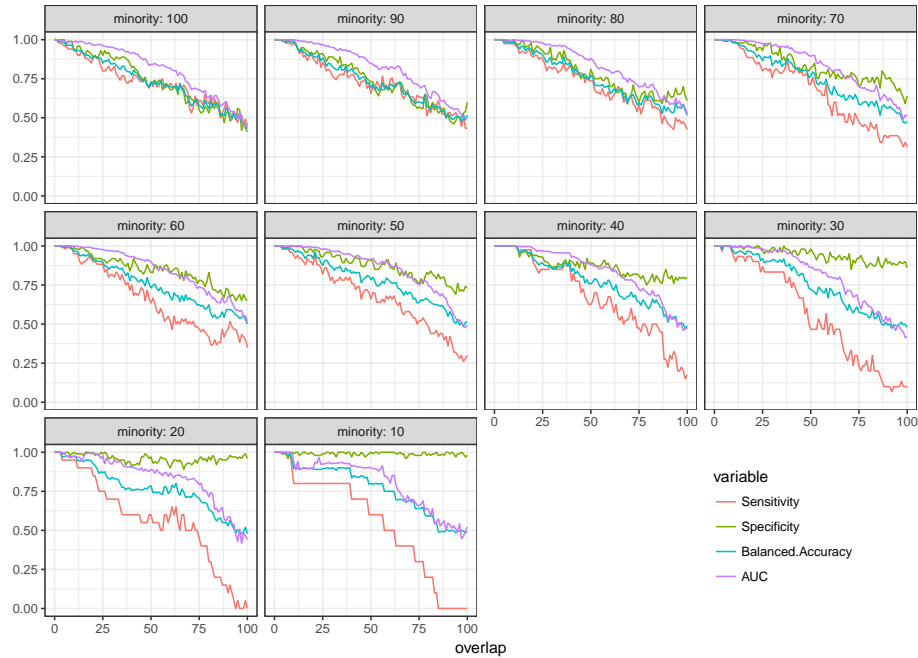 minority: 100 minority: 90 minority: 80 minority: 70
1.00
0.75
0.50
0.25
0.00
minority: 60 minority: 50 minority: 40 minority: 30
1.00
0.75
0.50
0.25
0.00
0 25 50 75 100 0 25 50 75 100
minority: 20 minority: 10
1.00
0.75
0.50
0.25
0.00
0 25 50 75 100 0 25 50 75 100
overlap
variable
Sensitivity
Specificity
Balanced.Accuracy
AUC